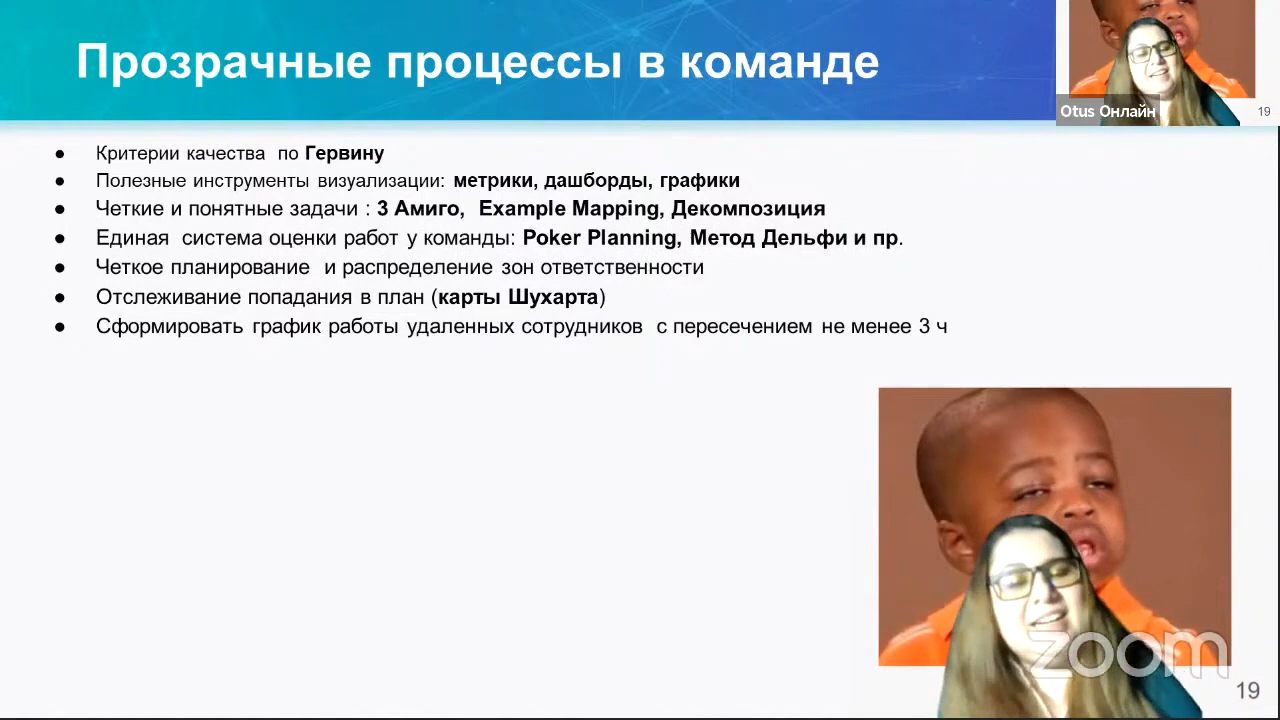 Прозрачные процессы в команде
Otus Онлайн
19
● Критерии качества по Гервину
● Полезные инструменты визуализации: метрики, дашборды, графики
● Четкие и понятные задачи : 3 Амиго, Example Mapping, Декомпозиция
● Единая система оценки работ у команды: Poker Planning, Метод Дельфи и пр.
● Четкое планирование и распределение зон ответственности
● Отслеживание попадания в план (карты Шухарта)
● Сформировать график работы удаленных сотрудников с пересечением не менее 3 ч
zoom
19